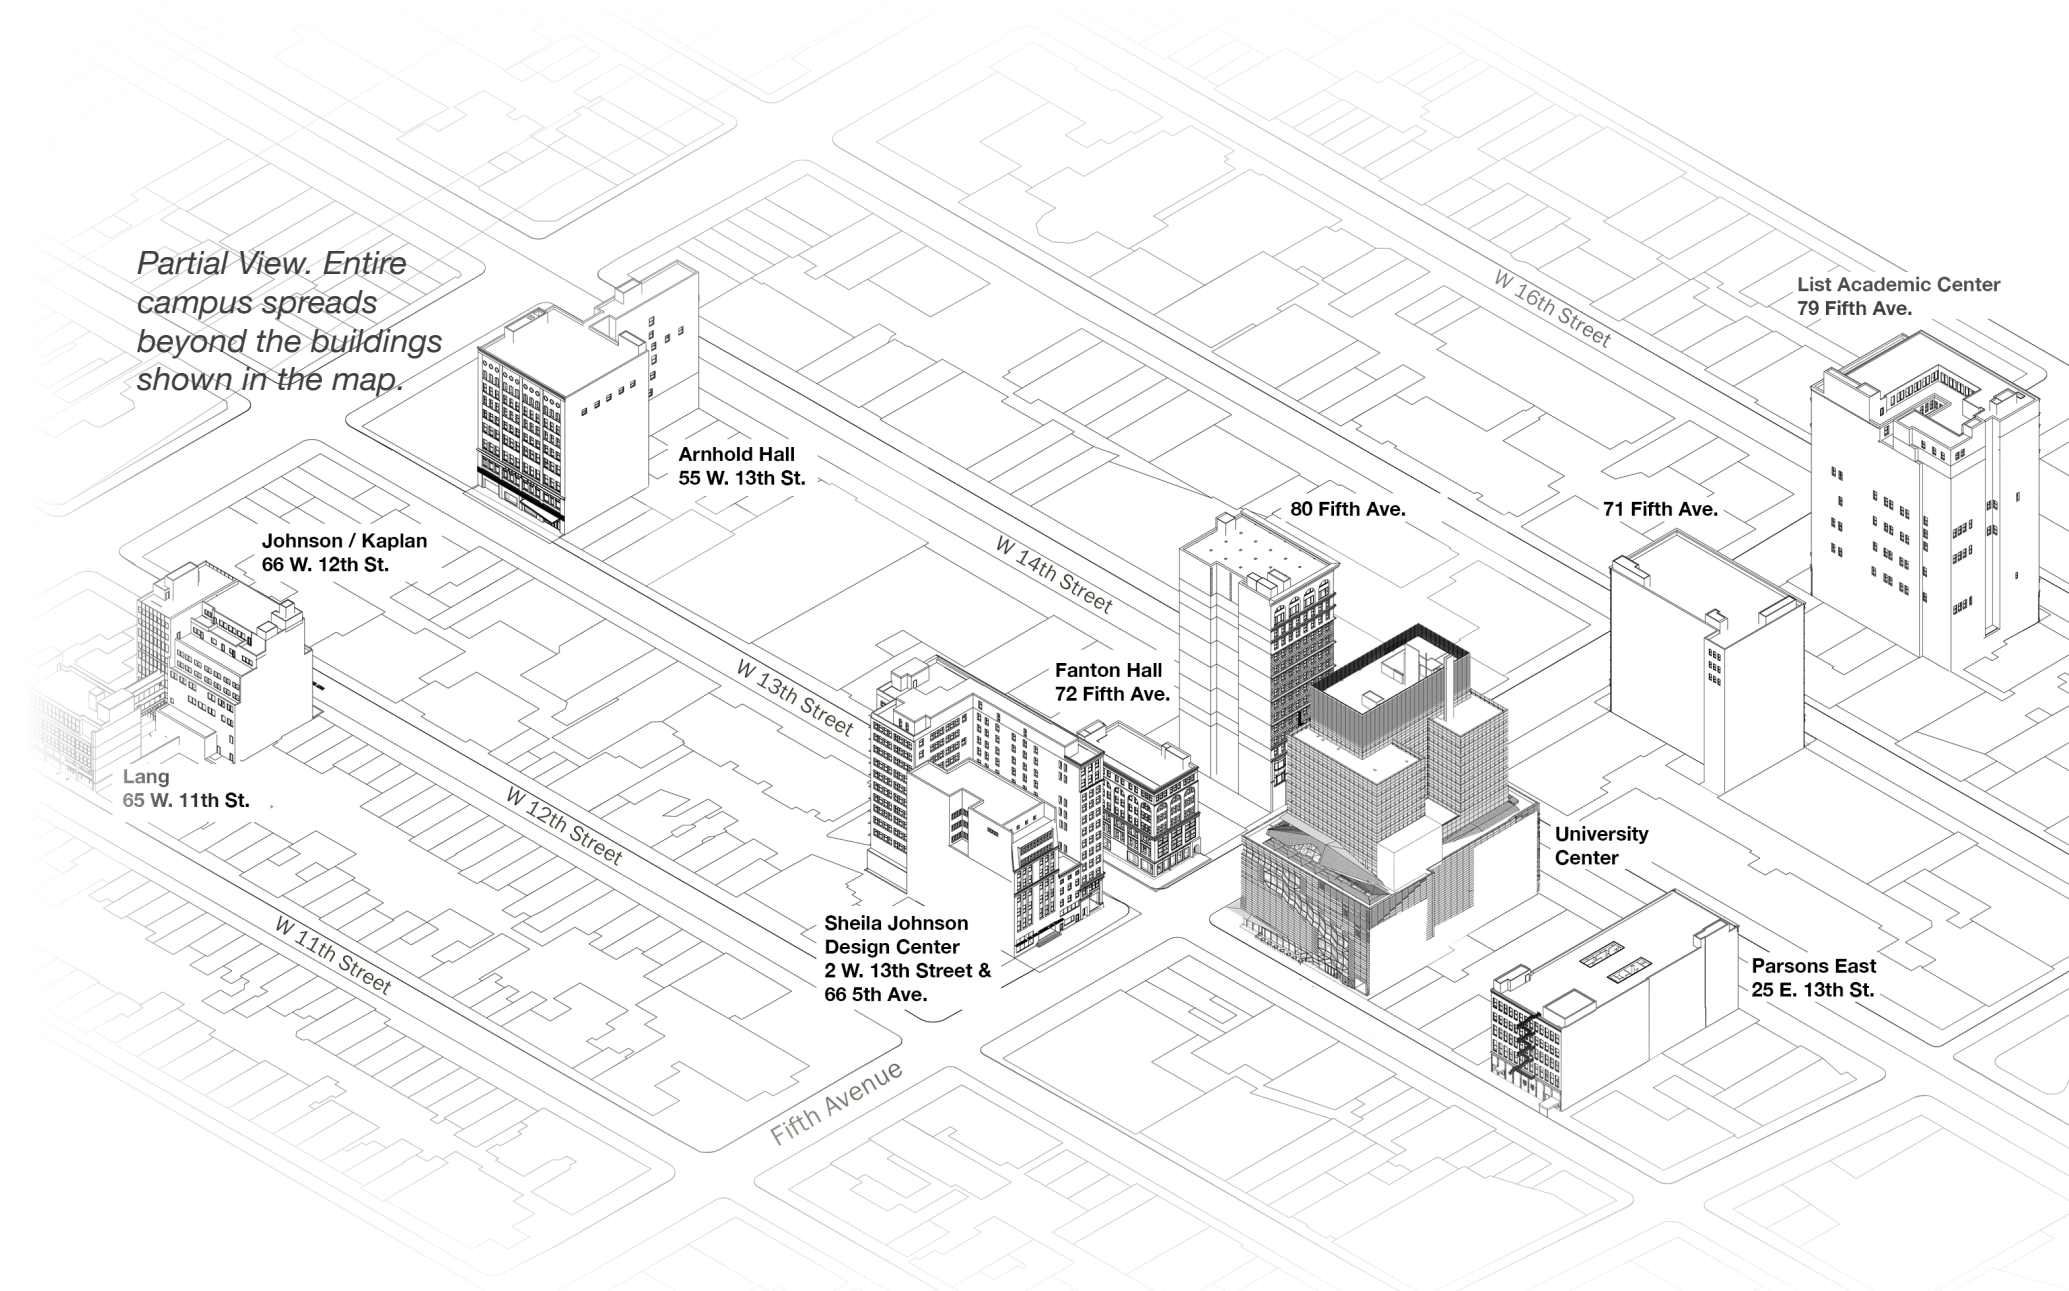 Partial View. Entire
campus spreads
beyond the buildings
shown in the map.
W 16th Street
List Academic Center
79 Fifth Ave.
Arnhold Hall
55 W. 13th St.
80 Fifth Ave.
71 Fifth Ave.
Johnson / Kaplan
66 W. 12th St.
W 14th Street
W 13th Street
Fanton Hall
72 Fifth Ave.
Lang
65 W. 11th St.
W 12th Street
University
Center
W 11th Street
Sheila Johnson
Design Center
2 W. 13th Street &
66 5th Ave.
Parsons East
25 E. 13th St.
Fifth Avenue